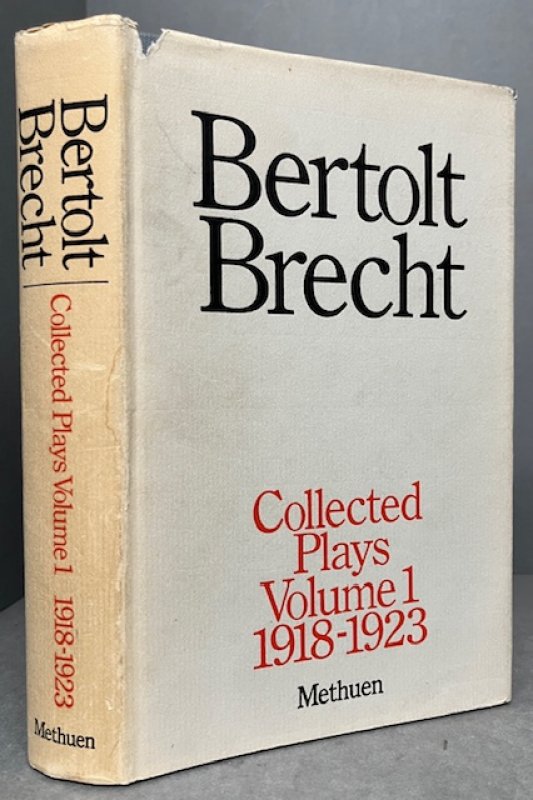 Bertolt
Brecht
Collected Plays Volume 1 1918-1923
Methuen
Bertolt
Brecht
Collected
Plays
Volume 1
1918-1923
Methuen